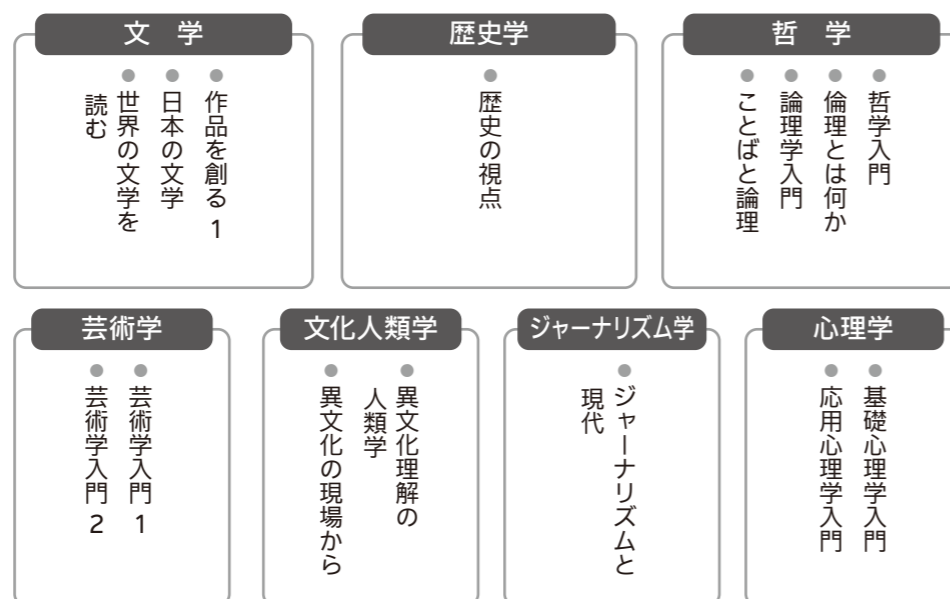 哲　学
哲学入門
倫理とは何か
論理学入門
ことばと論理
歴史学
歴史の視点
文　学
作品を創る 1
日本の文学
世界の文学を
読む
心理学
基礎心理学入門
応用心理学入門
ジャーナリズム学
ジャーナリズムと
現代
文化人類学
異文化理解の
人類学
異文化の現場から
芸術学
芸術学入門 1
芸術学入門 2